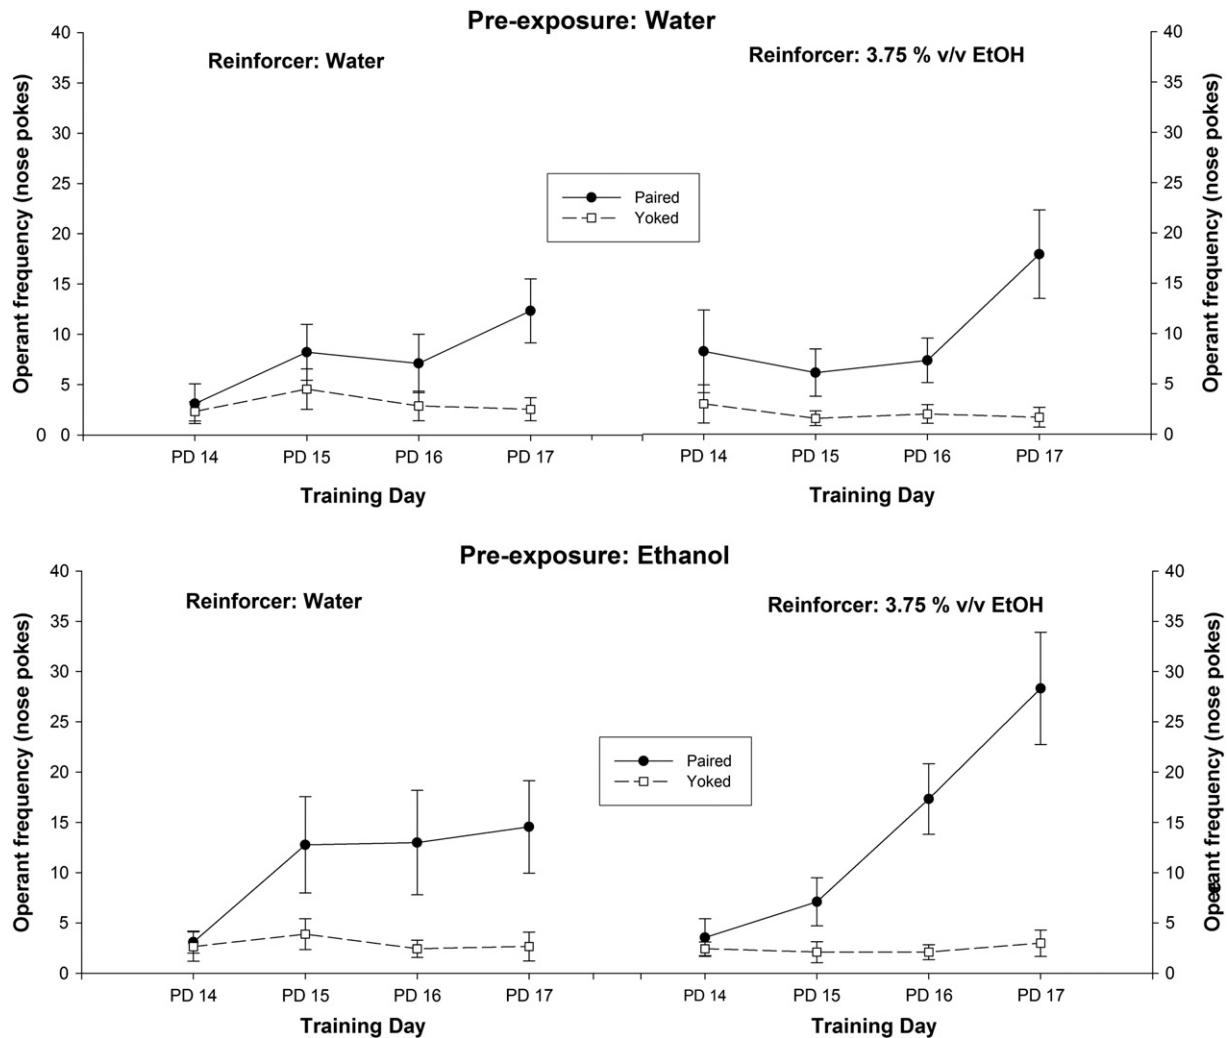 Pre-exposure: Water
Reinforcer: Water
Reinforcer: 3.75 % v/v EtOH
Operant frequency (nose pokes)
40
35
30
25
20
15
10
5
0
Paired
Yoked
40
35
30
25
20
15
10
5
0
Operant frequency (nose pokes)
PD 14 PD 15 PD 16 PD 17
PD 14 PD 15 PD 16 PD 17
Training Day
Training Day
Pre-exposure: Ethanol
Reinforcer: Water
Reinforcer: 3.75 % v/v EtOH
Operant frequency (nose pokes)
40
35
30
25
20
15
10
5
0
Paired
Yoked
40
35
30
25
20
15
10
5
0
Operant frequency (nose pokes)
PD 14 PD 15 PD 16 PD 17
PD 14 PD 15 PD 16 PD 17
Training Day
Training Day